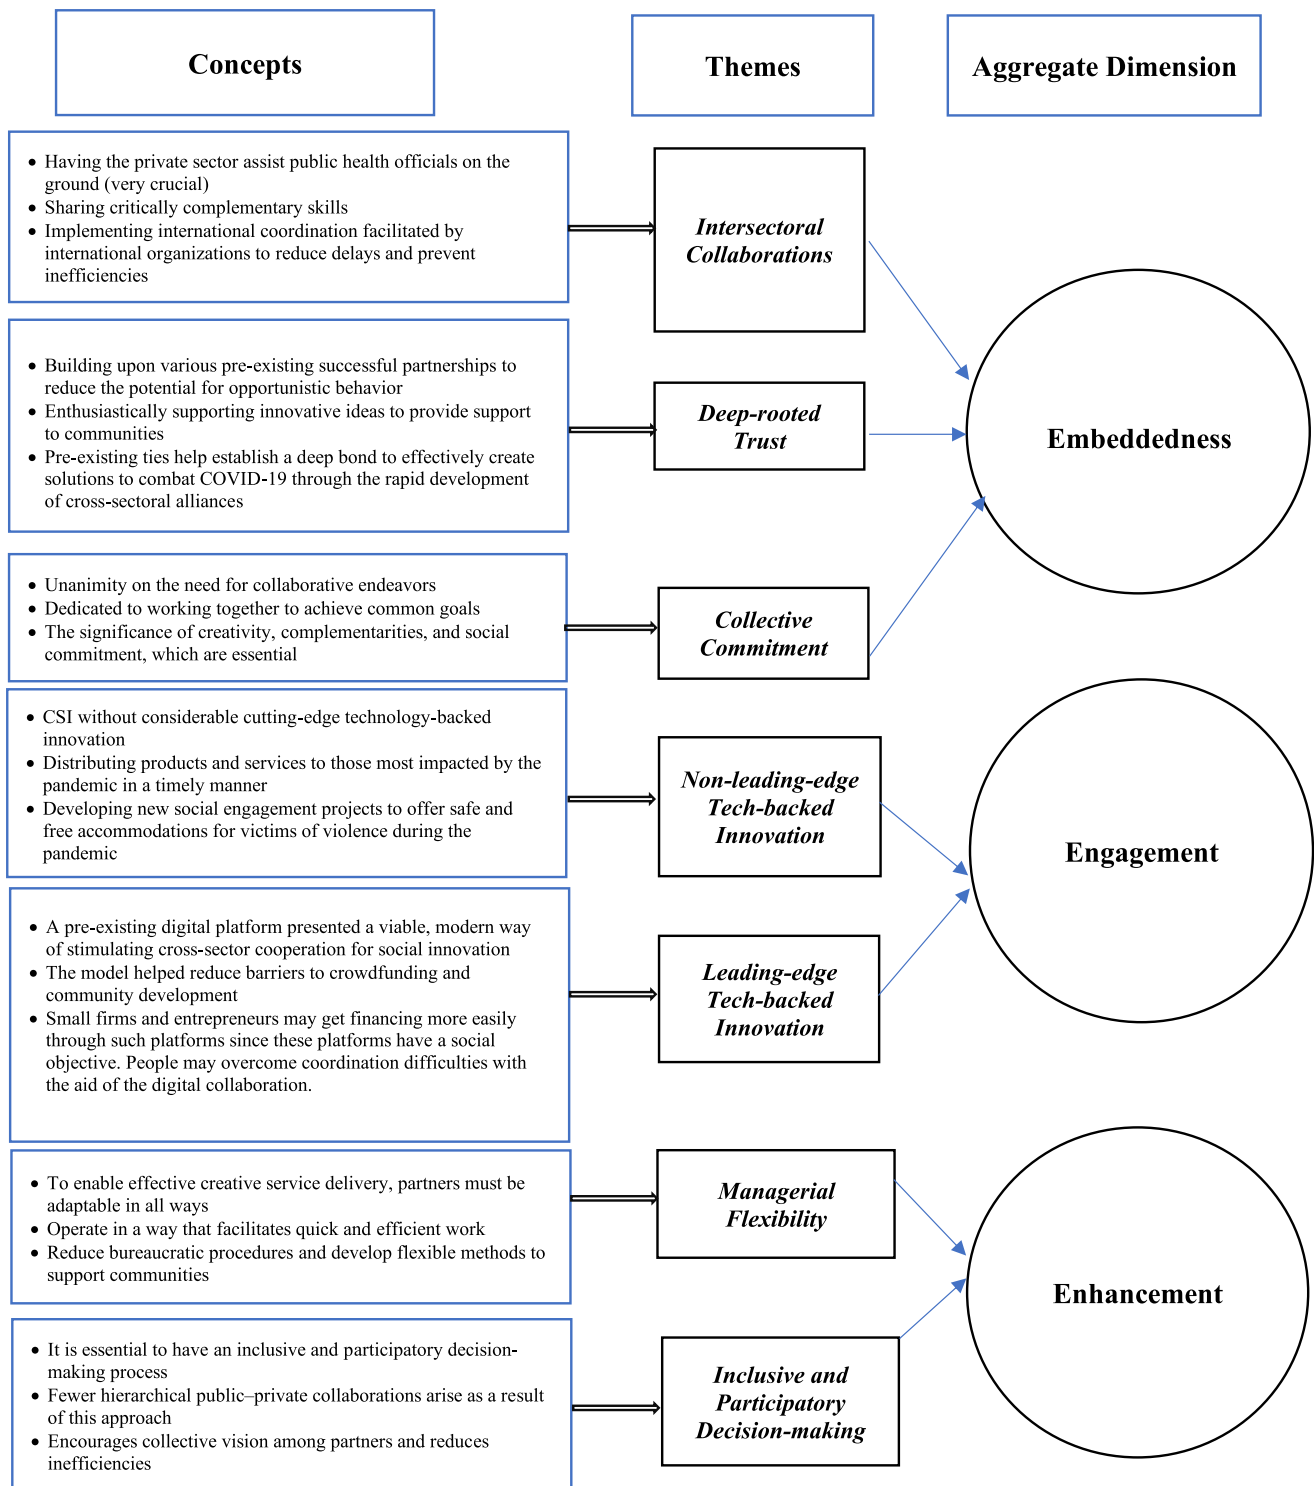 Concepts
Themes
Aggregate Dimension
• Having the private sector assist public health officials on the
ground (very crucial)
• Sharing critically complementary skills
• Implementing international coordination facilitated by
international organizations to reduce delays and prevent
inefficiencies
Intersectoral
Collaborations
• Building upon various pre-existing successful partnerships to
reduce the potential for opportunistic behavior
• Enthusiastically supporting innovative ideas to provide support
to communities
• Pre-existing ties help establish a deep bond to effectively create
solutions to combat COVID-19 through the rapid development
of cross-sectoral alliances
Deep-rooted
Trust
Embeddedness
• Unanimity on the need for collaborative endeavors
• Dedicated to working together to achieve common goals
• The significance of creativity, complementarities, and social
commitment, which are essential
Collective
Commitment
• CSI without considerable cutting-edge technology-backed
innovation
• Distributing products and services to those most impacted by the
pandemic in a timely manner
• Developing new social engagement projects to offer safe and
free accommodations for victims of violence during the
pandemic
Non-leading-edge
Tech-backed
Innovation
Engagement
• A pre-existing digital platform presented a viable, modern way
of stimulating cross-sector cooperation for social innovation
• The model helped reduce barriers to crowdfunding and
community development
• Small firms and entrepreneurs may get financing more easily
through such platforms since these platforms have a social
objective. People may overcome coordination difficulties with
the aid of the digital collaboration.
Leading-edge
Tech-backed
Innovation
• To enable effective creative service delivery, partners must be
adaptable in all ways
• Operate in a way that facilitates quick and efficient work
• Reduce bureaucratic procedures and develop flexible methods to
support communities
Managerial
Flexibility
Enhancement
• It is essential to have an inclusive and participatory decision-
making process
• Fewer hierarchical public–private collaborations arise as a result
of this approach
• Encourages collective vision among partners and reduces
inefficiencies
Inclusive and
Participatory
Decision-making